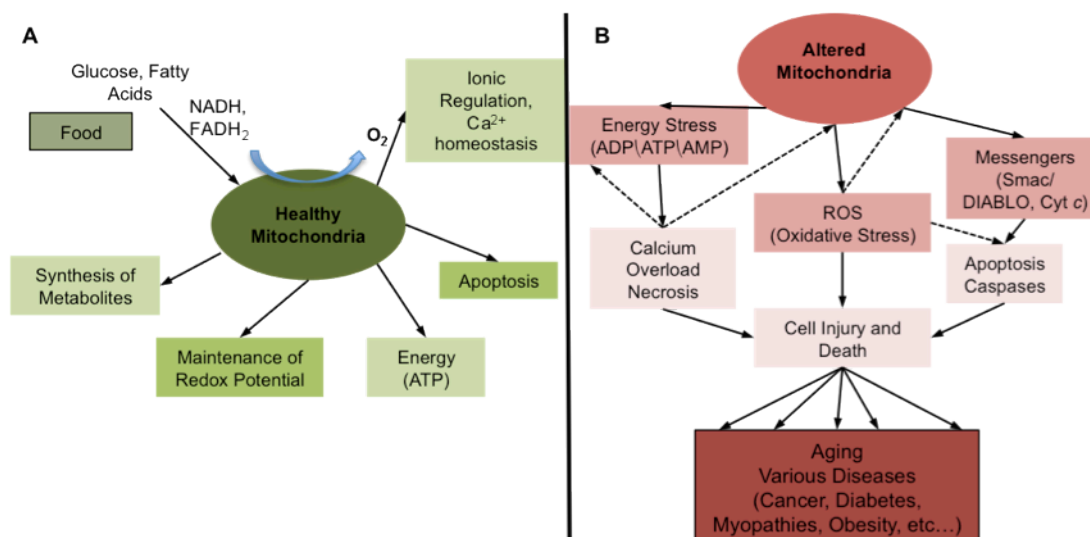 A
Glucose, Fatty
Acids
NADH,
FADH₂
Food
O₂
Ionic
Regulation,
Ca²⁺
homeostasis
Healthy
Mitochondria
Synthesis of
Metabolites
Apoptosis
Maintenance of
Redox Potential
Energy
(ATP)
B
Altered
Mitochondria
Energy Stress
(ADP\ATP\AMP)
Messengers
(Smac/
DIABLO, Cyt c)
ROS
(Oxidative Stress)
Calcium
Overload
Necrosis
Apoptosis
Caspases
Cell Injury and
Death
Aging
Various Diseases
(Cancer, Diabetes,
Myopathies, Obesity, etc…)